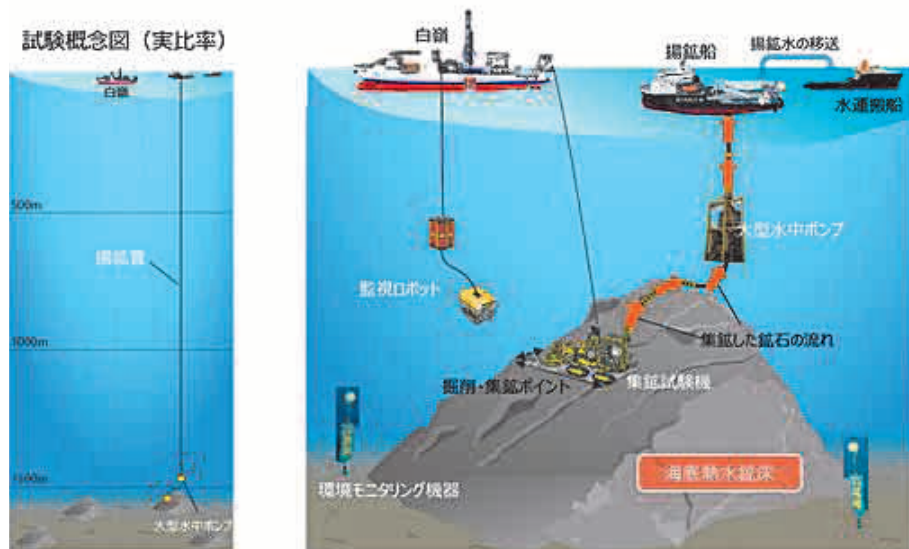 試験概念図（実比率）
白嶺
500m
揚鉱管
1000m
1500m
大型水中ポンプ
白嶺
揚鉱船
揚鉱水の移送
水運搬船
大型水中ポンプ
監視ロボット
集鉱した鉱石の流れ
掘削・集鉱ポイント
集鉱試験機
海底熱水鉱床
環境モニタリング機器